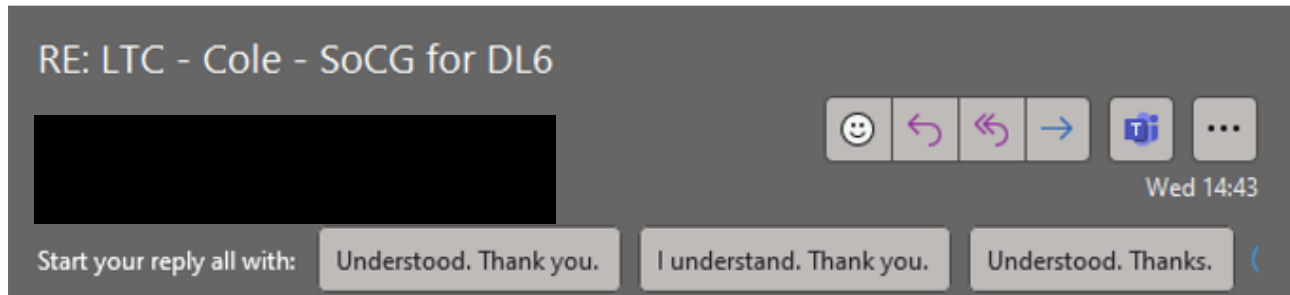 RE: LTC - Cole - SoCG for DL6
Wed 14:43
Start your reply all with: Understood. Thank you. I understand. Thank you. Understood. Thanks.